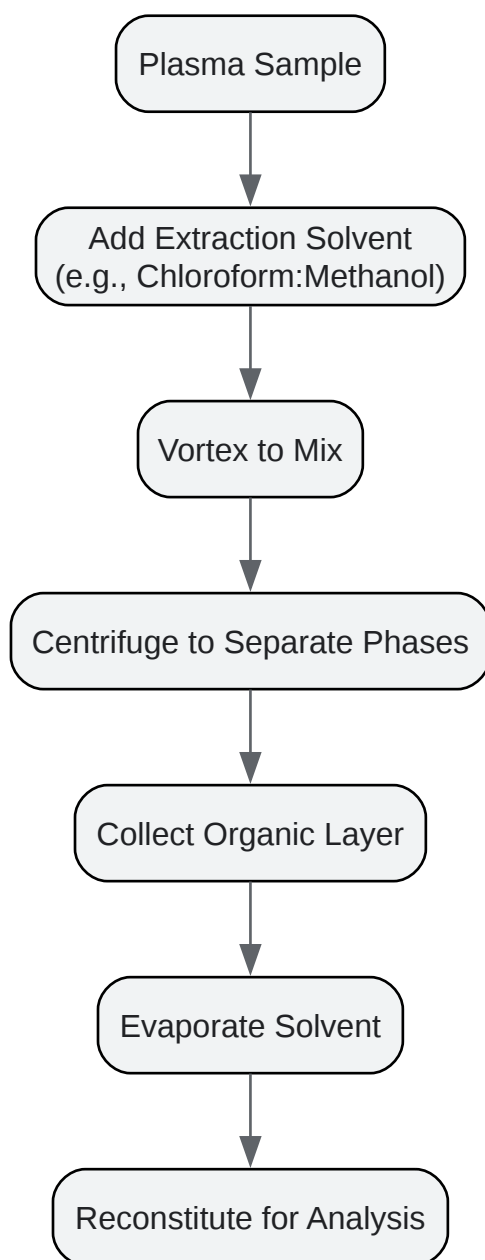 Plasma Sample
Add Extraction Solvent
(e.g., Chloroform:Methanol)
Vortex to Mix
Centrifuge to Separate Phases
Collect Organic Layer
Evaporate Solvent
Reconstitute for Analysis